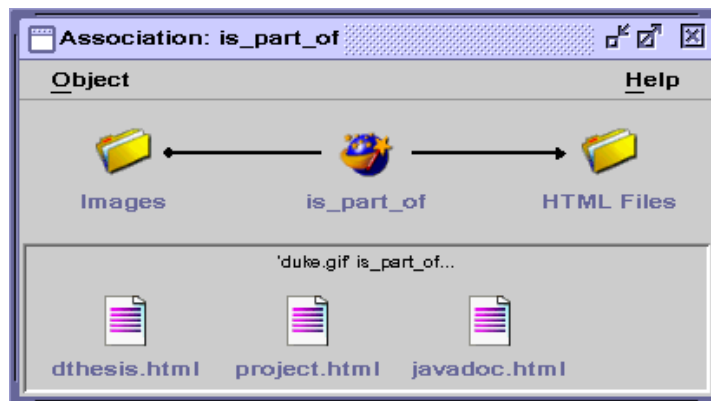 Association: is_part_of
Object Help
Images is_part_of HTML Files
'duke.gif' is_part_of...
dthesis.html project.html javadoc.html